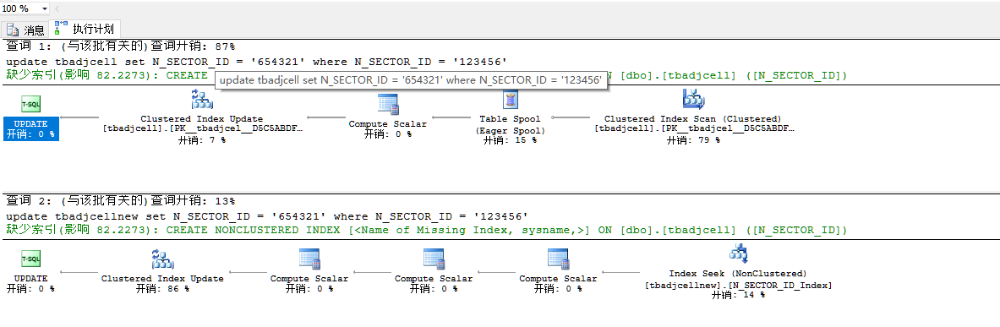 100 %
消息
执行计划
查询 1: (与该批有关的)查询开销: 87%
update tbadjcell set N_SECTOR_ID = '654321' where N_SECTOR_ID = '123456'
缺少索引(影响 82.2273): CREATE
update tbadjcell set N_SECTOR_ID = '654321' where N_SECTOR_ID = '123456'
ON [dbo].[tbadjcell] ([N_SECTOR_ID])
T-SQL
UPDATE
开销: 0 %
Clustered Index Update
[tbadjcell].[PK__tbadjcel__D5C5ABDF…
开销: 7 %
Compute Scalar
开销: 0 %
Table Spool
(Eager Spool)
开销: 15 %
Clustered Index Scan (Clustered)
[tbadjcell].[PK__tbadjcel__D5C5ABDF…
开销: 79 %
查询 2: (与该批有关的)查询开销: 13%
update tbadjcellnew set N_SECTOR_ID = '654321' where N_SECTOR_ID = '123456'
缺少索引(影响 82.2273): CREATE NONCLUSTERED INDEX [<Name of Missing Index, sysname,>] ON [dbo].[tbadjcell] ([N_SECTOR_ID])
T-SQL
UPDATE
开销: 0 %
Clustered Index Update
开销: 86 %
Compute Scalar
开销: 0 %
Compute Scalar
开销: 0 %
Compute Scalar
开销: 0 %
Index Seek (NonClustered)
[tbadjcellnew].[N_SECTOR_ID_Index]
开销: 14 %